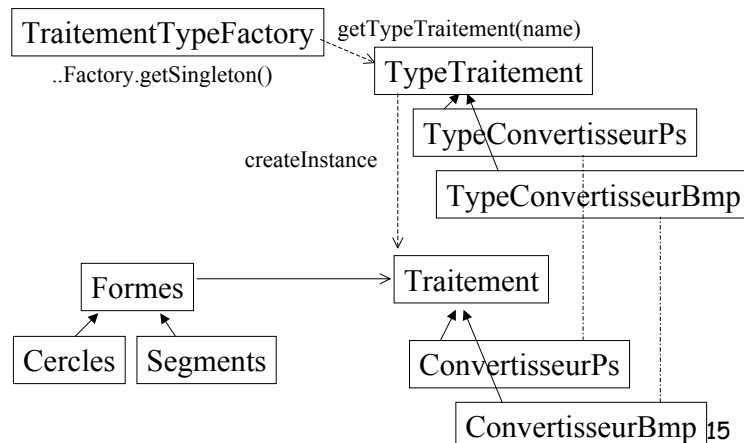 TraitementTypeFactory
getTypeTraitement(name)
..Factory.getSingleton()
TypeTraitement
TypeConvertisseurPs
createInstance
TypeConvertisseurBmp
Formes
Traitement
Cercles
Segments
ConvertisseurPs
ConvertisseurBmp
15